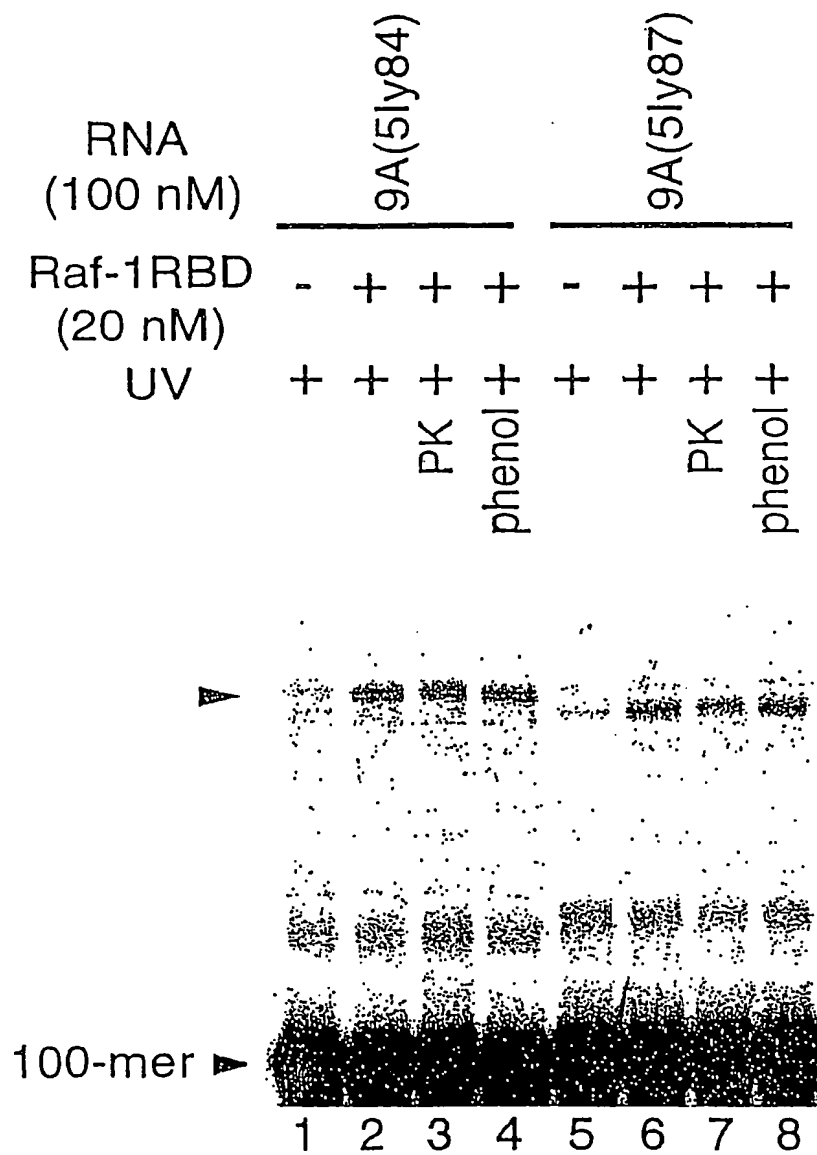 9A(5Iy84) 9A(5Iy87)
RNA
(100 nM)
Raf-1RBD - + + + - + + +
(20 nM)
UV + + + + + + + +
PK phenol PK phenol
100-mer
1 2 3 4 5 6 7 8